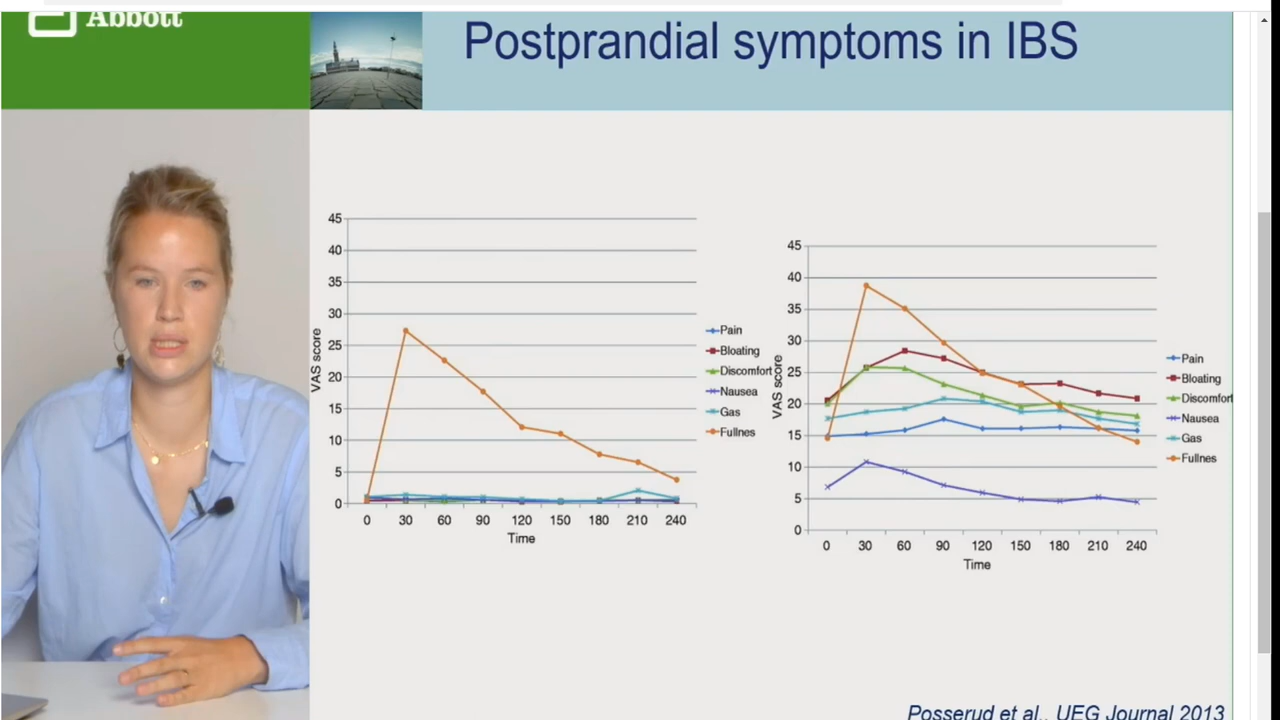 Abbott
Postprandial symptoms in IBS
45
40
35
30
25
20
15
10
5
0
VAS score
0 30 60 90 120 150 180 210 240
Time
Pain
Bloating
Discomfort
Nausea
Gas
Fullnes
45
40
35
30
25
20
15
10
5
0
VAS score
0 30 60 90 120 150 180 210 240
Time
Pain
Bloating
Discomfort
Nausea
Gas
Fullnes
Posserud et al., UEG Journal 2013